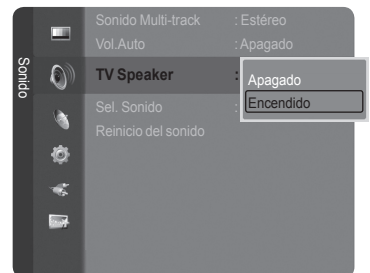 Sonido
Sonido Multi-track : Estéreo
Vol.Auto : Apagado
TV Speaker :
Apagado
Encendido
Sel. Sonido :
Reinicio del sonido